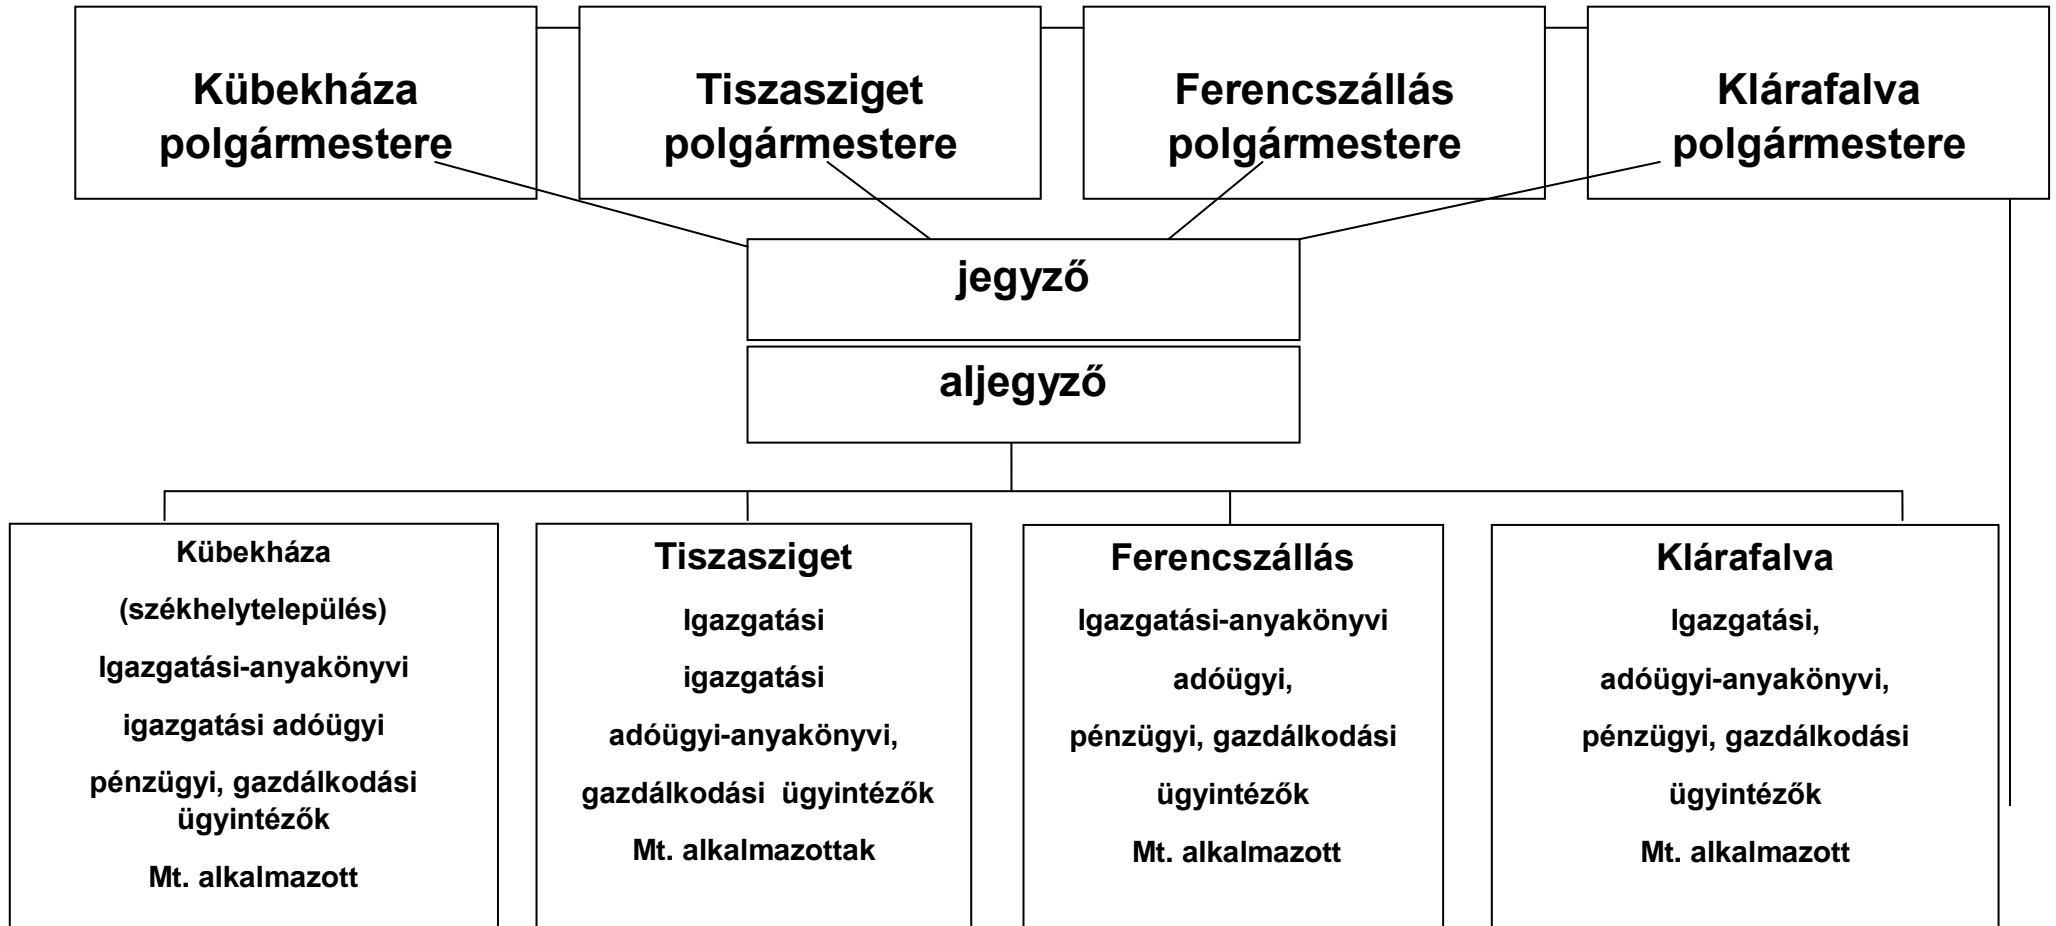 Kübekháza
polgármestere
Tiszasziget
polgármestere
Ferencszállás
polgármestere
Klárafalva
polgármestere
jegyző
aljegyző
Kübekháza
(székhelytelepülés)
Igazgatási-anyakönyvi
igazgatási adóügyi
pénzügyi, gazdálkodási
ügyintézők
Mt. alkalmazott
Tiszasziget
Igazgatási
igazgatási
adóügyi-anyakönyvi,
gazdálkodási ügyintézők
Mt. alkalmazottak
Ferencszállás
Igazgatási-anyakönyvi
adóügyi,
pénzügyi, gazdálkodási
ügyintézők
Mt. alkalmazott
Klárafalva
Igazgatási,
adóügyi-anyakönyvi,
pénzügyi, gazdálkodási
ügyintézők
Mt. alkalmazott